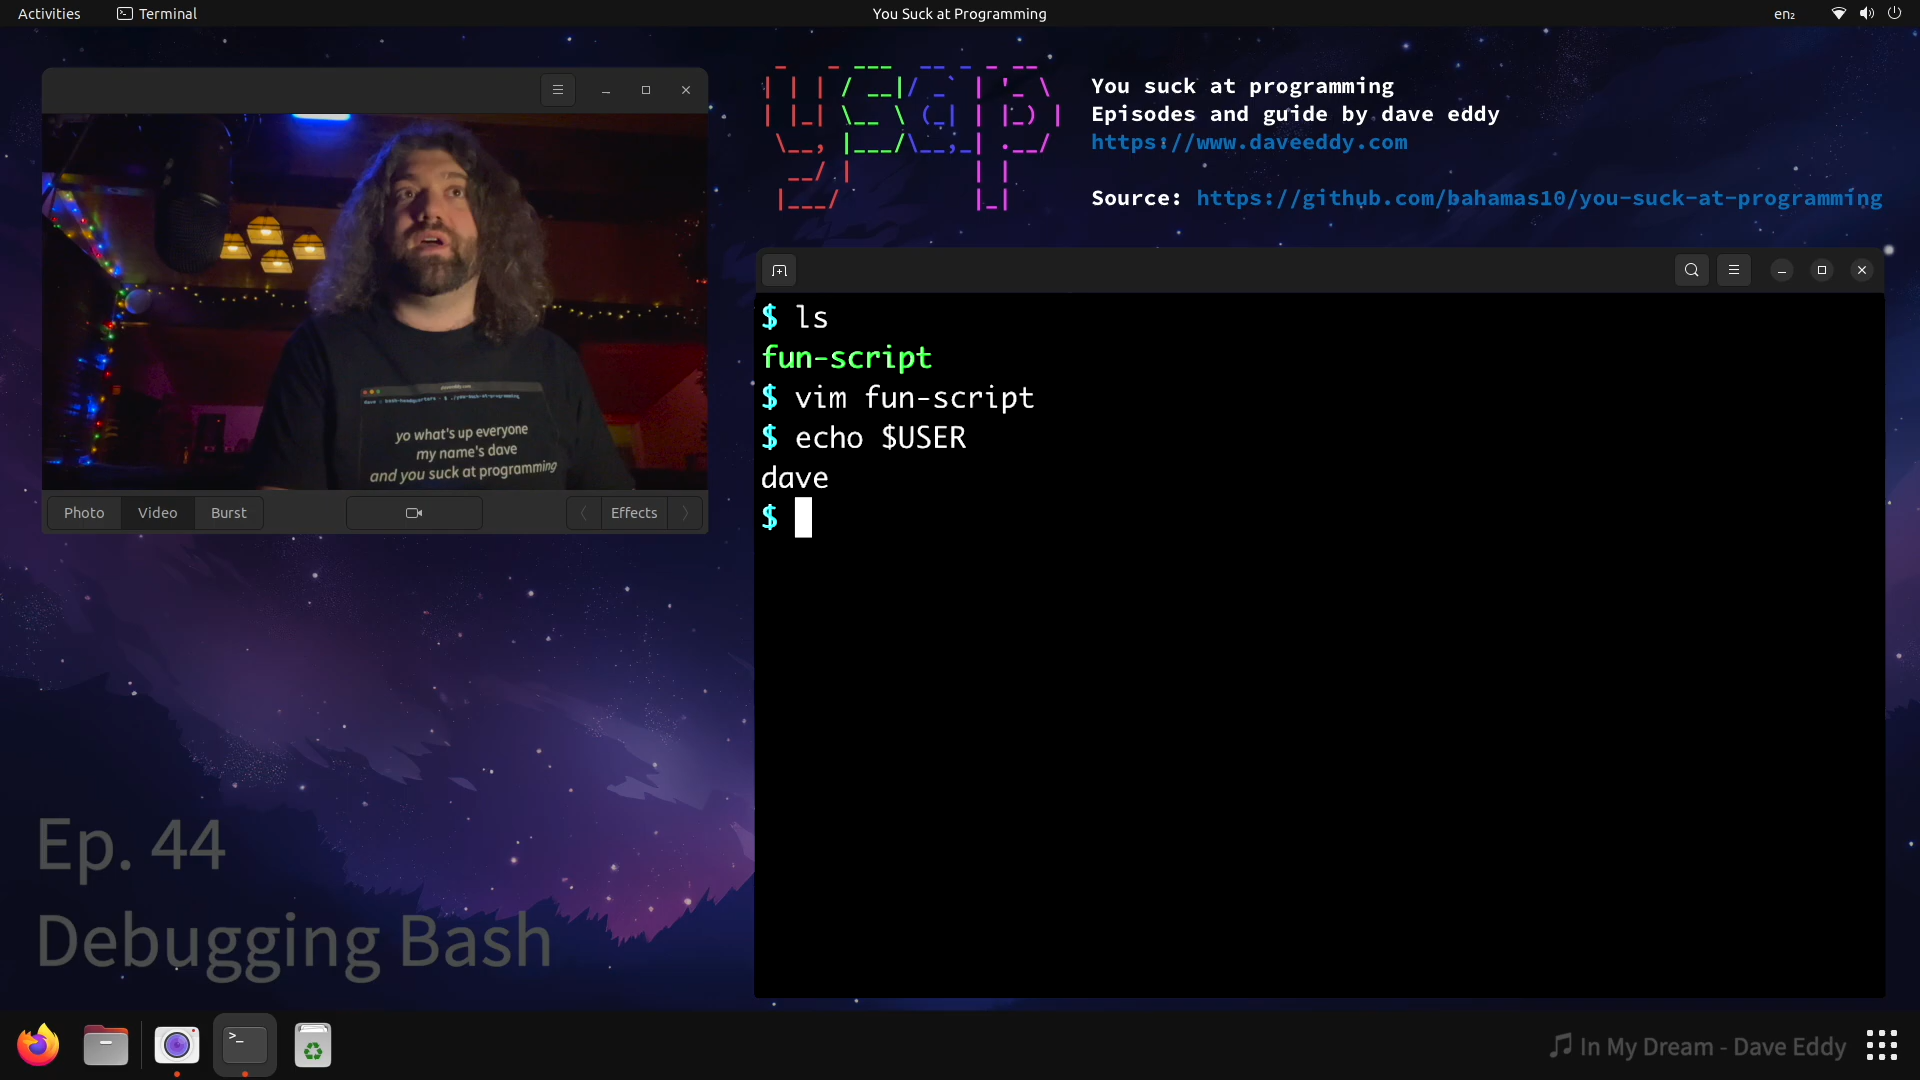 Activities
Terminal
You Suck at Programming
en₂
You suck at programming
Episodes and guide by dave eddy
https://www.daveeddy.com
Source: https://github.com/bahamas10/you-suck-at-programming
yo what's up everyone
my name's dave
and you suck at programming
Photo
Video
Burst
Effects
$ ls
fun-script
$ vim fun-script
$ echo $USER
dave
$
Ep. 44
Debugging Bash
In My Dream - Dave Eddy